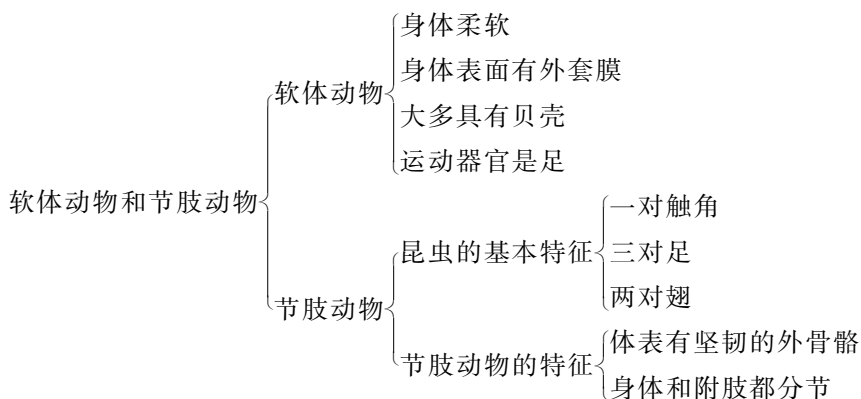 软体动物和节肢动物
软体动物
身体柔软
身体表面有外套膜
大多具有贝壳
运动器官是足
节肢动物
昆虫的基本特征
一对触角
三对足
两对翅
节肢动物的特征
体表有坚韧的外骨骼
身体和附肢都分节